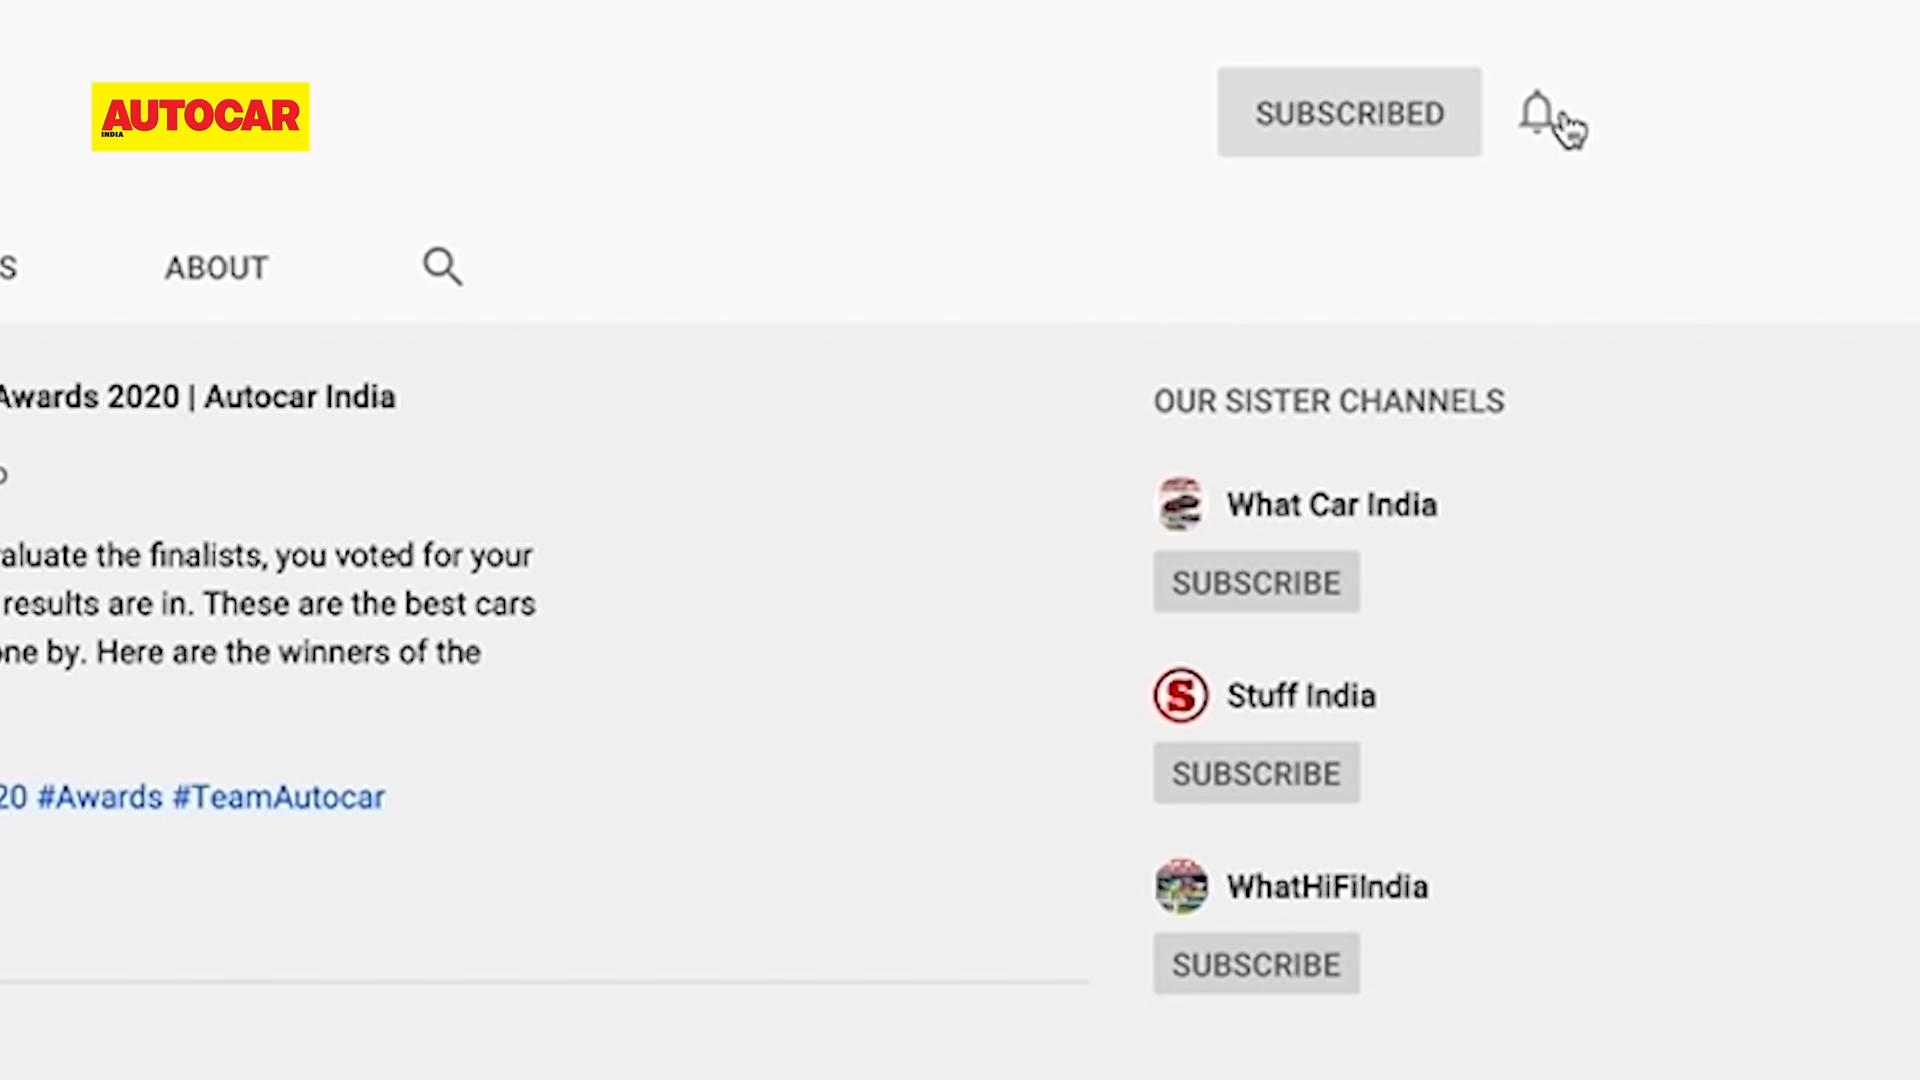 AUTOCAR
INDIA
SUBSCRIBED
S
ABOUT
Awards 2020 | Autocar India
aluate the finalists, you voted for your
results are in. These are the best cars
one by. Here are the winners of the
20 #Awards #TeamAutocar
OUR SISTER CHANNELS
What Car India
SUBSCRIBE
Stuff India
SUBSCRIBE
WhatHiFiIndia
SUBSCRIBE